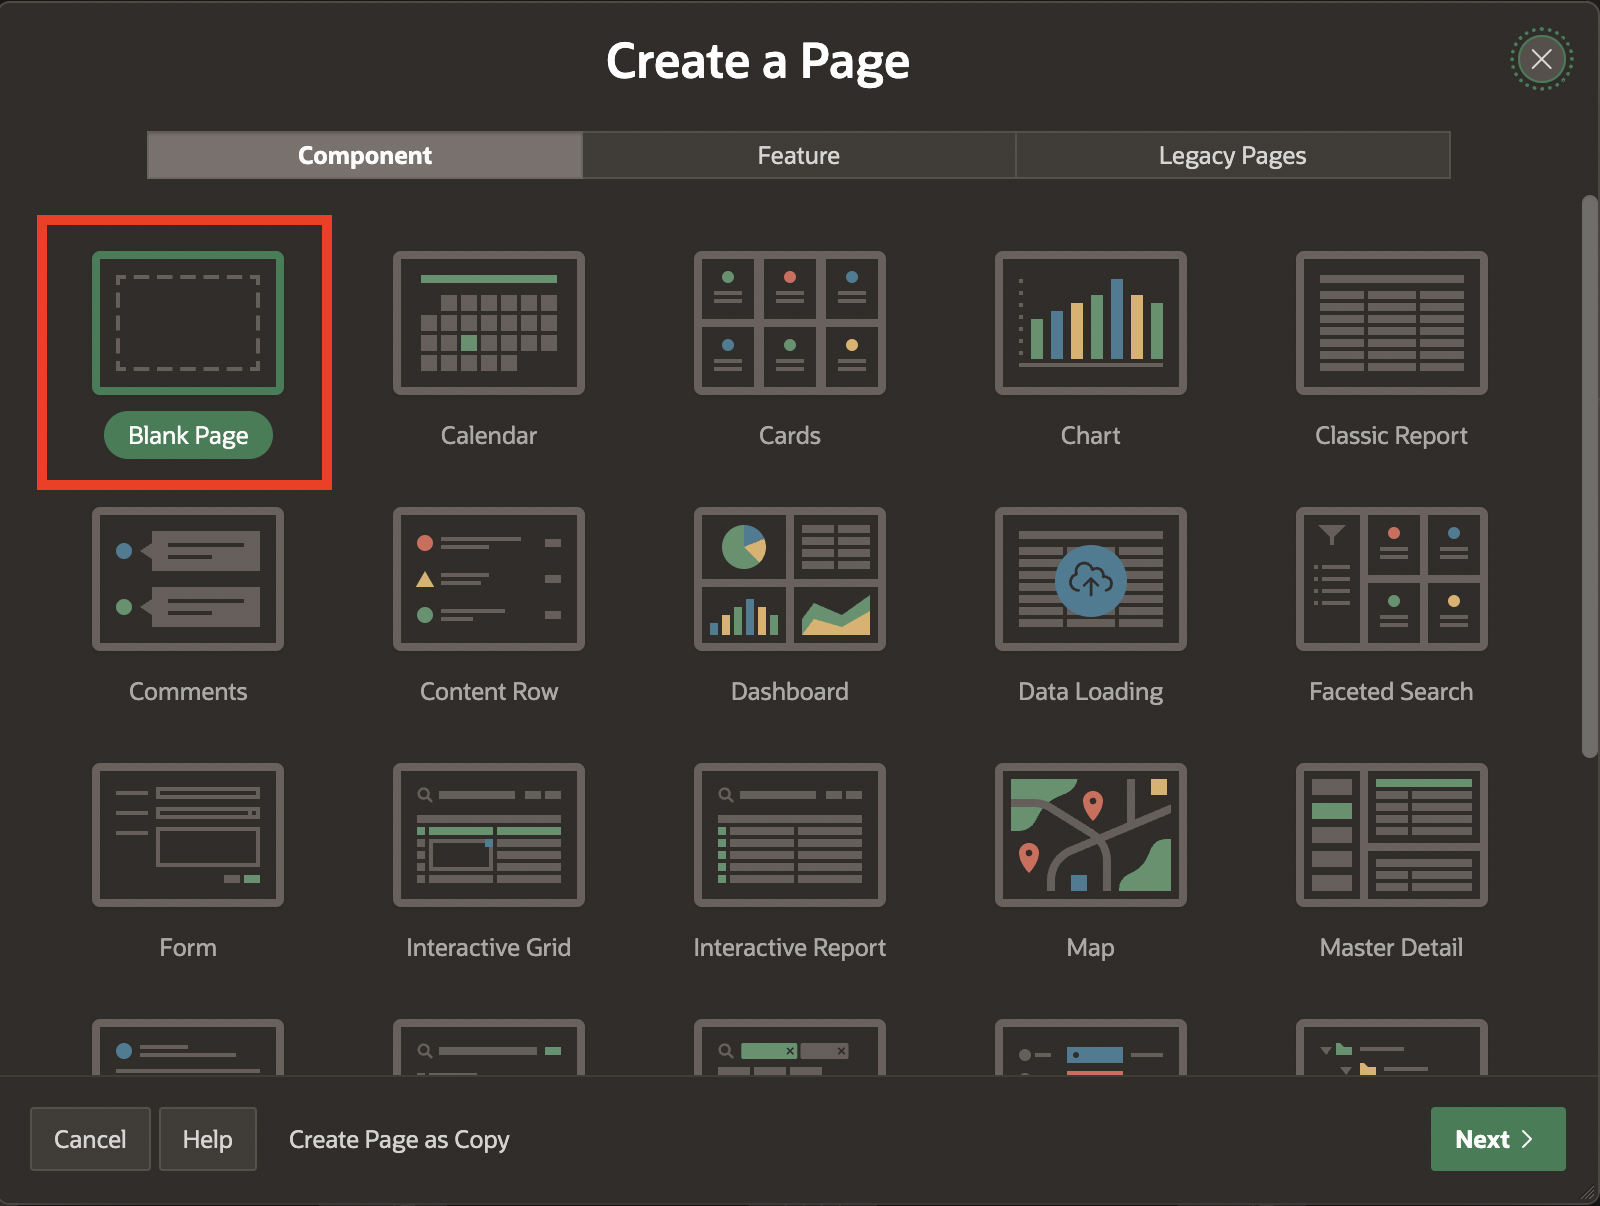 Create a Page
Component
Feature
Legacy Pages
Blank Page
Calendar
Cards
Chart
Classic Report
Comments
Content Row
Dashboard
Data Loading
Faceted Search
Form
Interactive Grid
Interactive Report
Map
Master Detail
Cancel
Help
Create Page as Copy
Next